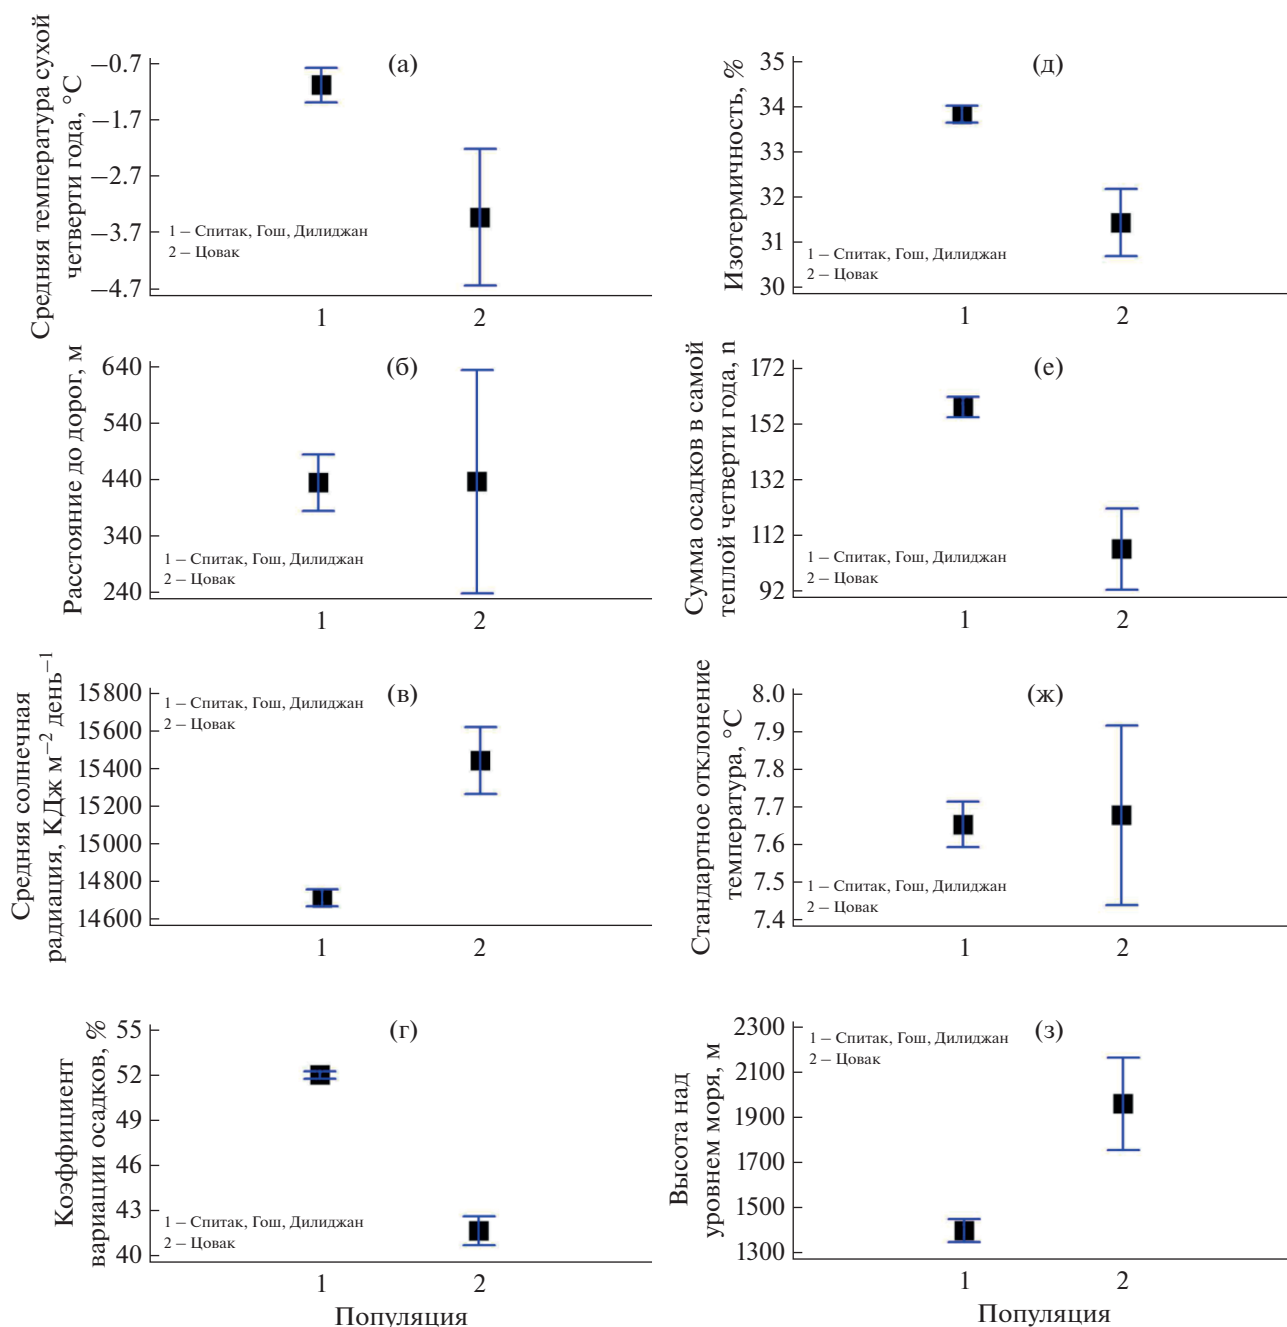 Средняя температура сухой
четверти года, °C
−0.7
−1.7
−2.7
−3.7
−4.7
(а)
1 – Спитак, Гош, Дилиджан
2 – Цовак
1
2
Расстояние до дорог, м
640
540
440
340
240
(б)
1 – Спитак, Гош, Дилиджан
2 – Цовак
1
2
Средняя солнечная
радиация, КДж м−2 день−1
15800
15600
15400
15200
15000
14800
14600
(в)
1 – Спитак, Гош, Дилиджан
2 – Цовак
1
2
Коэффициент
вариации осадков, %
55
52
49
46
43
40
(г)
1 – Спитак, Гош, Дилиджан
2 – Цовак
1
2
Популяция
Изотермичность, %
35
34
33
32
31
30
(д)
1 – Спитак, Гош, Дилиджан
2 – Цовак
1
2
Сумма осадков в самой
теплой четверти года, n
172
152
132
112
92
(е)
1 – Спитак, Гош, Дилиджан
2 – Цовак
1
2
Стандартное отклонение
температура, °C
8.0
7.9
7.8
7.7
7.6
7.5
7.4
(ж)
1 – Спитак, Гош, Дилиджан
2 – Цовак
1
2
Высота над
уровнем моря, м
2300
2100
1900
1700
1500
1300
(з)
1 – Спитак, Гош, Дилиджан
2 – Цовак
1
2
Популяция